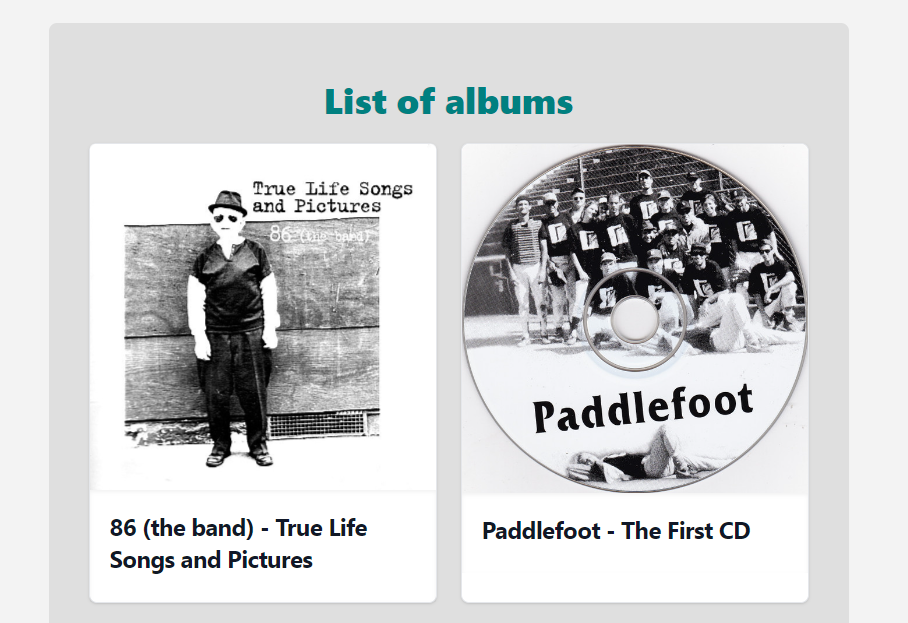 List of albums
True Life Songs
and Pictures
86 (the band)
Paddlefoot
86 (the band) - True Life
Songs and Pictures
Paddlefoot - The First CD